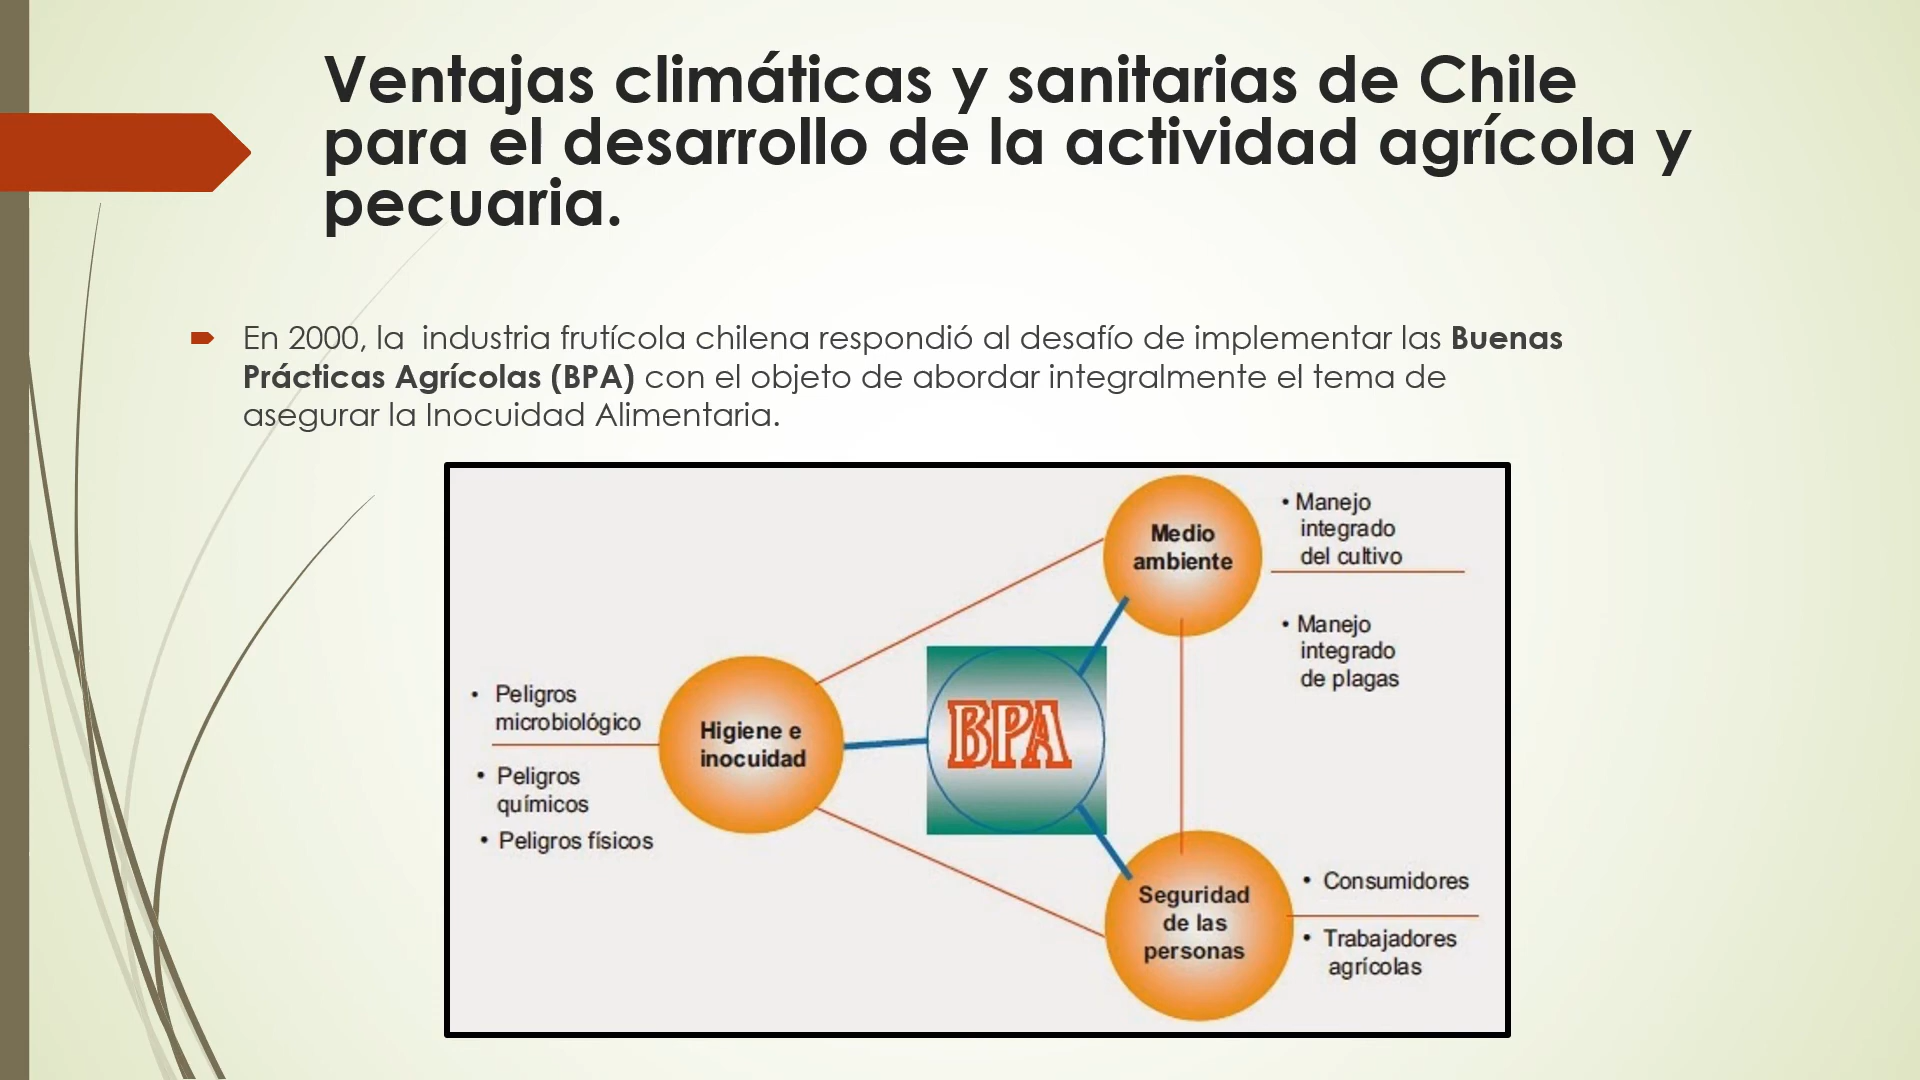 Ventajas climáticas y sanitarias de Chile
para el desarrollo de la actividad agrícola y
pecuaria.
En 2000, la  industria frutícola chilena respondió al desafío de implementar las Buenas
Prácticas Agrícolas (BPA) con el objeto de abordar integralmente el tema de
asegurar la Inocuidad Alimentaria.
Medio
ambiente
• Manejo
integrado
del cultivo
• Manejo
integrado
de plagas
• Peligros
microbiológico
• Peligros
químicos
• Peligros físicos
Higiene e
inocuidad
BPA
Seguridad
de las
personas
• Consumidores
• Trabajadores
agrícolas